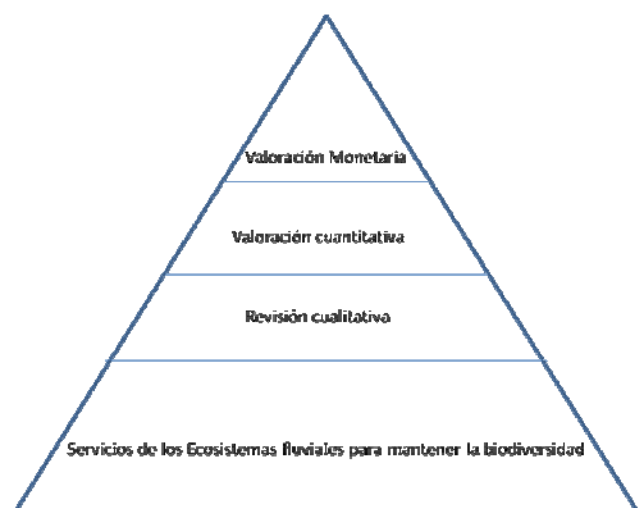 Valoración Monetaria
Valoración cuantitativa
Revisión cualitativa
Servicios de los Ecosistemas fluviales para mantener la biodiversidad